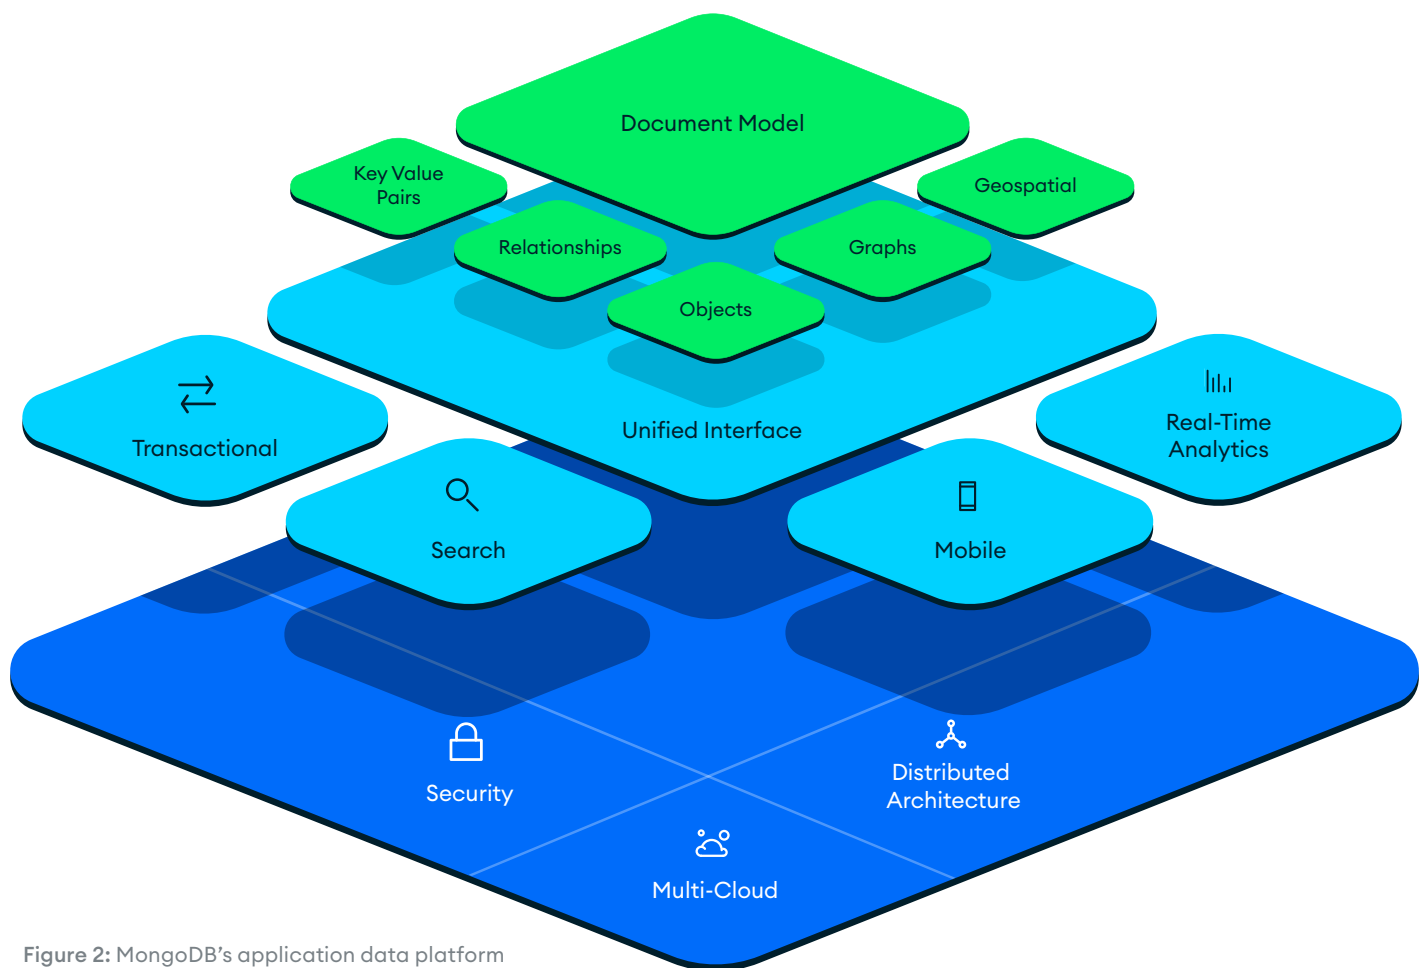 Document Model
Key Value
Pairs
Geospatial
Relationships
Graphs
Objects
Unified Interface
Transactional
Real-Time
Analytics
Search
Mobile
Security
Distributed
Architecture
Multi-Cloud
Figure 2: MongoDB’s application data platform